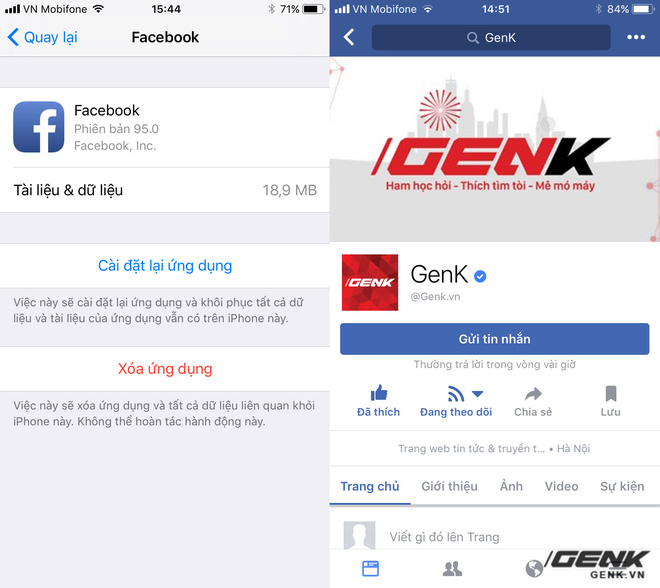 VN Mobifone 15:44 71%
Quay lại Facebook
Facebook
Phiên bản 95.0
Facebook, Inc.
Tài liệu & dữ liệu 18,9 MB
Cài đặt lại ứng dụng
Việc này sẽ cài đặt lại ứng dụng và khôi phục tất cả dữ
liệu và tài liệu của ứng dụng vẫn có trên iPhone này.
Xóa ứng dụng
Việc này sẽ xóa ứng dụng và tất cả dữ liệu liên quan khỏi
iPhone này. Không thể hoàn tác hành động này.
VN Mobifone 14:51 84%
GenK
GENK
Ham học hỏi - Thích tìm tòi - Mê mó máy
GENK
GenK
@Genk.vn
Gửi tin nhắn
Thường trả lời trong vòng vài giờ
Đã thích Đang theo dõi Chia sẻ Lưu
Trang web tin tức & truyền t... • Hà Nội
Trang chủ Giới thiệu Ảnh Video Sự kiện
Viết gì đó lên Trang
GENK
GENK.VN